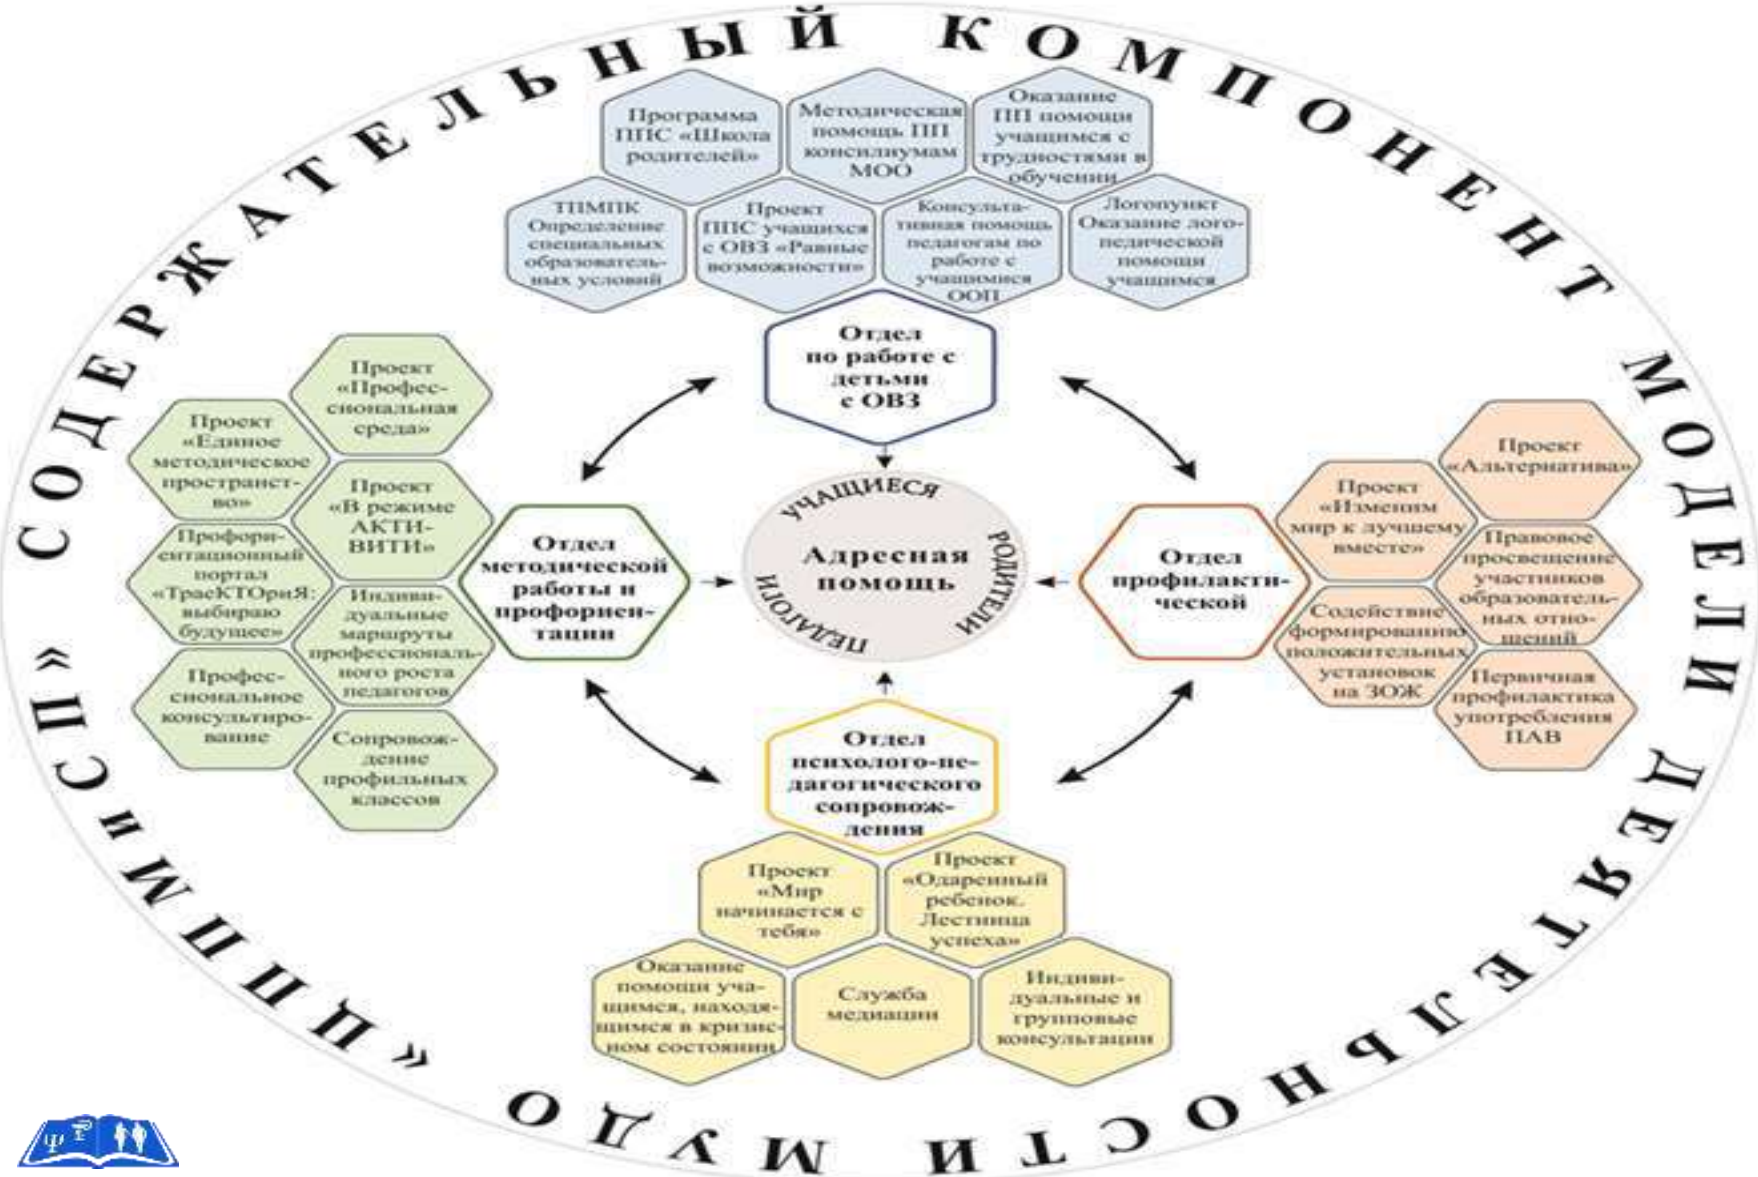 СОДЕРЖАТЕЛЬНЫЙ КОМПОНЕНТ МОДЕЛИ ДЕЯТЕЛЬНОСТИ МУДО «ЦППМиСП»
Программа
ППС «Школа
родителей»
Методическая
помощь ПП
консилиумам
МОО
Оказание
ПП помощи
учащимся с
трудностями в
обучении
ТПМПК
Определение
специальных
образователь-
ных условий
Проект
ППС учащихся
с ОВЗ «Равные
возможности»
Консульта-
тивная помощь
педагогам по
работе с
учащимися
ООП
Логопункт
Оказание лого-
педической
помощи
учащимся
Отдел
по работе с
детьми
с ОВЗ
Проект
«Профес-
сиональная
среда»
Проект
«Единое
методическое
пространст-
во»
Проект
«В режиме
АКТИ-
ВИТИ»
Профори-
ентационный
портал
«ТраеКТОриЯ:
выбираю
будущее»
Индиви-
дуальные
маршруты
профессиональ-
ного роста
педагогов
Профес-
сиональное
консультиро-
вание
Сопровож-
дение
профильных
классов
Отдел
методической
работы и
профориен-
тации
УЧАЩИЕСЯ
РОДИТЕЛИ
ПЕДАГОГИ
Адресная
помощь
Отдел
профилакти-
ческой
Проект
«Альтернатива»
Проект
«Изменим
мир к лучшему
вместе»
Правовое
просвещение
участников
образователь-
ных отно-
шений
Содействие
формированию
положительных
установок
на ЗОЖ
Первичная
профилактика
употребления
ПАВ
Отдел
психолого-пе-
дагогического
сопровож-
дения
Проект
«Мир
начинается с
тебя»
Проект
«Одаренный
ребенок.
Лестница
успеха»
Оказание
помощи уча-
щимся, находя-
щимся в кризис-
ном состоянии
Служба
медиации
Индиви-
дуальные и
групповые
консультации